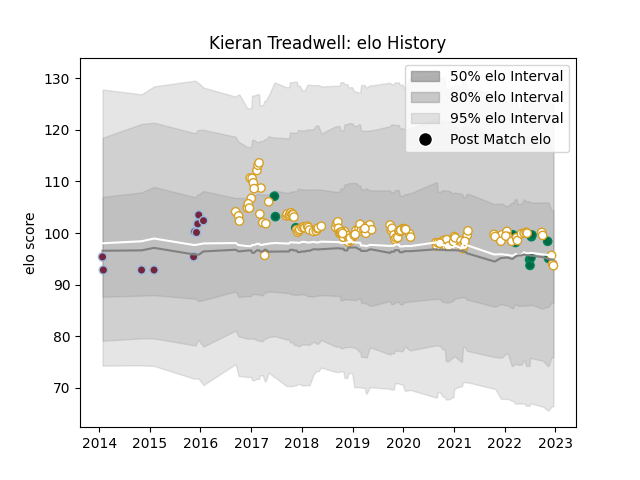 Kieran Treadwell: elo History
50% elo Interval
80% elo Interval
95% elo Interval
Post Match elo
elo score
130
120
110
100
90
80
70
2014 2015 2016 2017 2018 2019 2020 2021 2022 2023